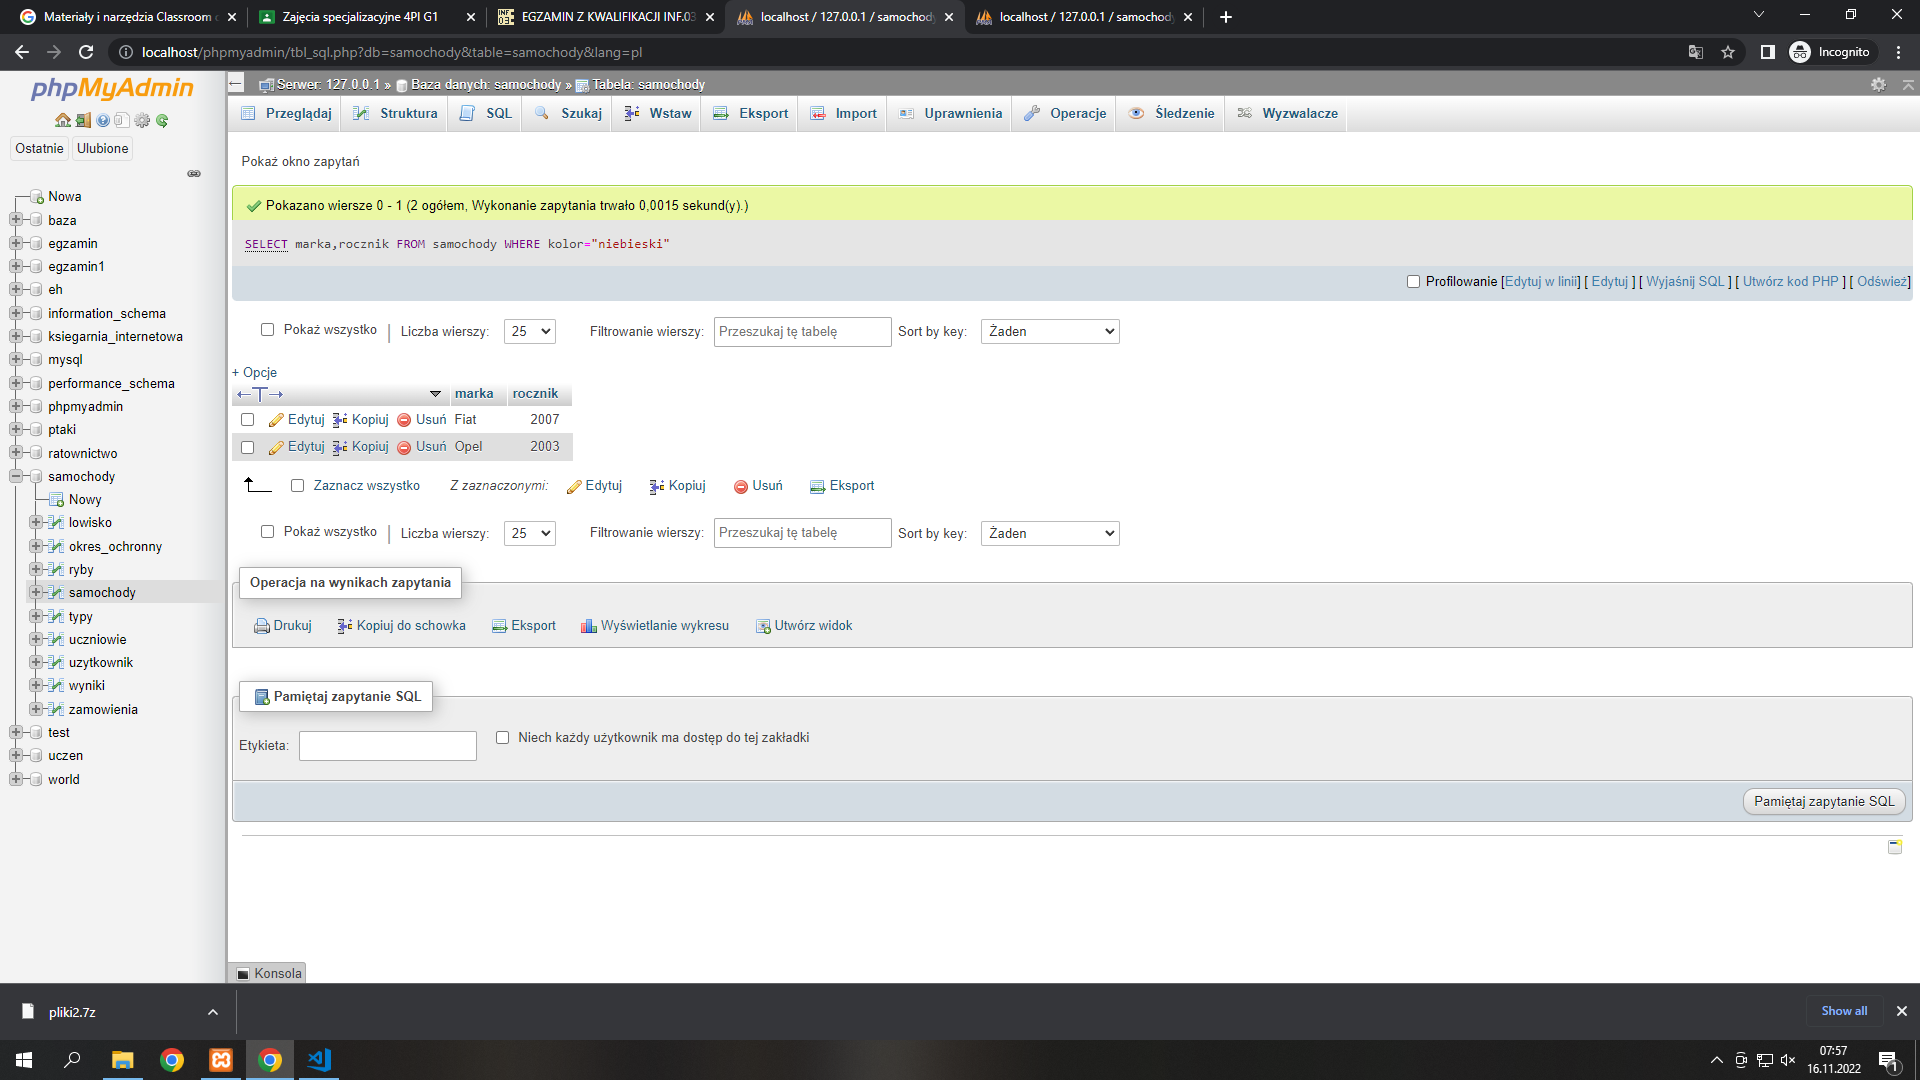 Materiały i narzędzia Classroom
Zajęcia specjalizacyjne 4PI G1
EGZAMIN Z KWALIFIKACJI INF.03
localhost / 127.0.0.1 / samochody
localhost / 127.0.0.1 / samochody
localhost/phpmyadmin/tbl_sql.php?db=samochody&table=samochody&lang=pl
Incognito
phpMyAdmin
Ostatnie
Ulubione
Nowa
baza
egzamin
egzamin1
eh
information_schema
ksiegarnia_internetowa
mysql
performance_schema
phpmyadmin
ptaki
ratownictwo
samochody
Nowy
lowisko
okres_ochronny
ryby
samochody
typy
uczniowie
uzytkownik
wyniki
zamowienia
test
uczen
world
Serwer: 127.0.0.1 » Baza danych: samochody » Tabela: samochody
Przeglądaj Struktura SQL Szukaj Wstaw Eksport Import Uprawnienia Operacje Śledzenie Wyzwalacze
Pokaż okno zapytań
Pokazano wiersze 0 - 1 (2 ogółem, Wykonanie zapytania trwało 0,0015 sekund(y).)
SELECT marka,rocznik FROM samochody WHERE kolor="niebieski"
Profilowanie [Edytuj w linii] [ Edytuj ] [ Wyjaśnij SQL ] [ Utwórz kod PHP ] [ Odśwież]
Pokaż wszystko | Liczba wierszy: 25 Filtrowanie wierszy: Przeszukaj tę tabelę Sort by key: Żaden
+ Opcje
marka rocznik
Edytuj Kopiuj Usuń Fiat 2007
Edytuj Kopiuj Usuń Opel 2003
Zaznacz wszystko Z zaznaczonymi: Edytuj Kopiuj Usuń Eksport
Pokaż wszystko | Liczba wierszy: 25 Filtrowanie wierszy: Przeszukaj tę tabelę Sort by key: Żaden
Operacja na wynikach zapytania
Drukuj Kopiuj do schowka Eksport Wyświetlanie wykresu Utwórz widok
Pamiętaj zapytanie SQL
Etykieta: Niech każdy użytkownik ma dostęp do tej zakładki
Pamiętaj zapytanie SQL
Konsola
pliki2.7z
Show all
07:57
16.11.2022
1